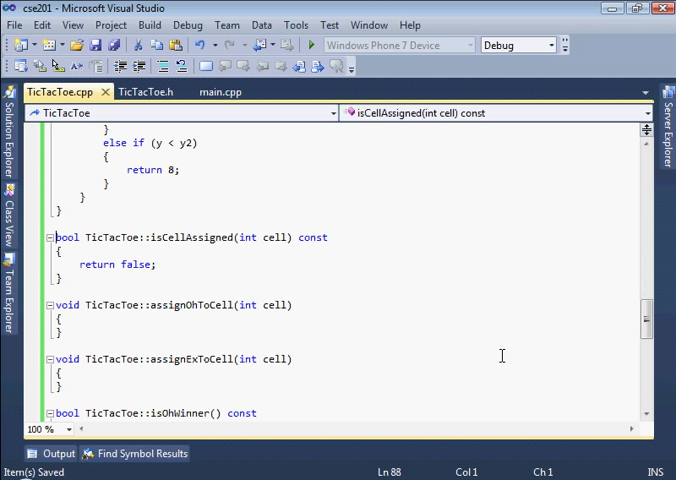 cse201 - Microsoft Visual Studio
File Edit View Project Build Debug Team Data Tools Test Window Help
Windows Phone 7 Device Debug
TicTacToe.cpp TicTacToe.h main.cpp
TicTacToe isCellAssigned(int cell) const
}
else if (y < y2)
{
return 8;
}
}
}
bool TicTacToe::isCellAssigned(int cell) const
{
return false;
}
void TicTacToe::assignOhToCell(int cell)
{
}
void TicTacToe::assignExToCell(int cell)
{
}
bool TicTacToe::isOhWinner() const
100 %
Output Find Symbol Results
Item(s) Saved Ln 88 Col 1 Ch 1 INS
Solution Explorer
Class View
Team Explorer
Server Explorer